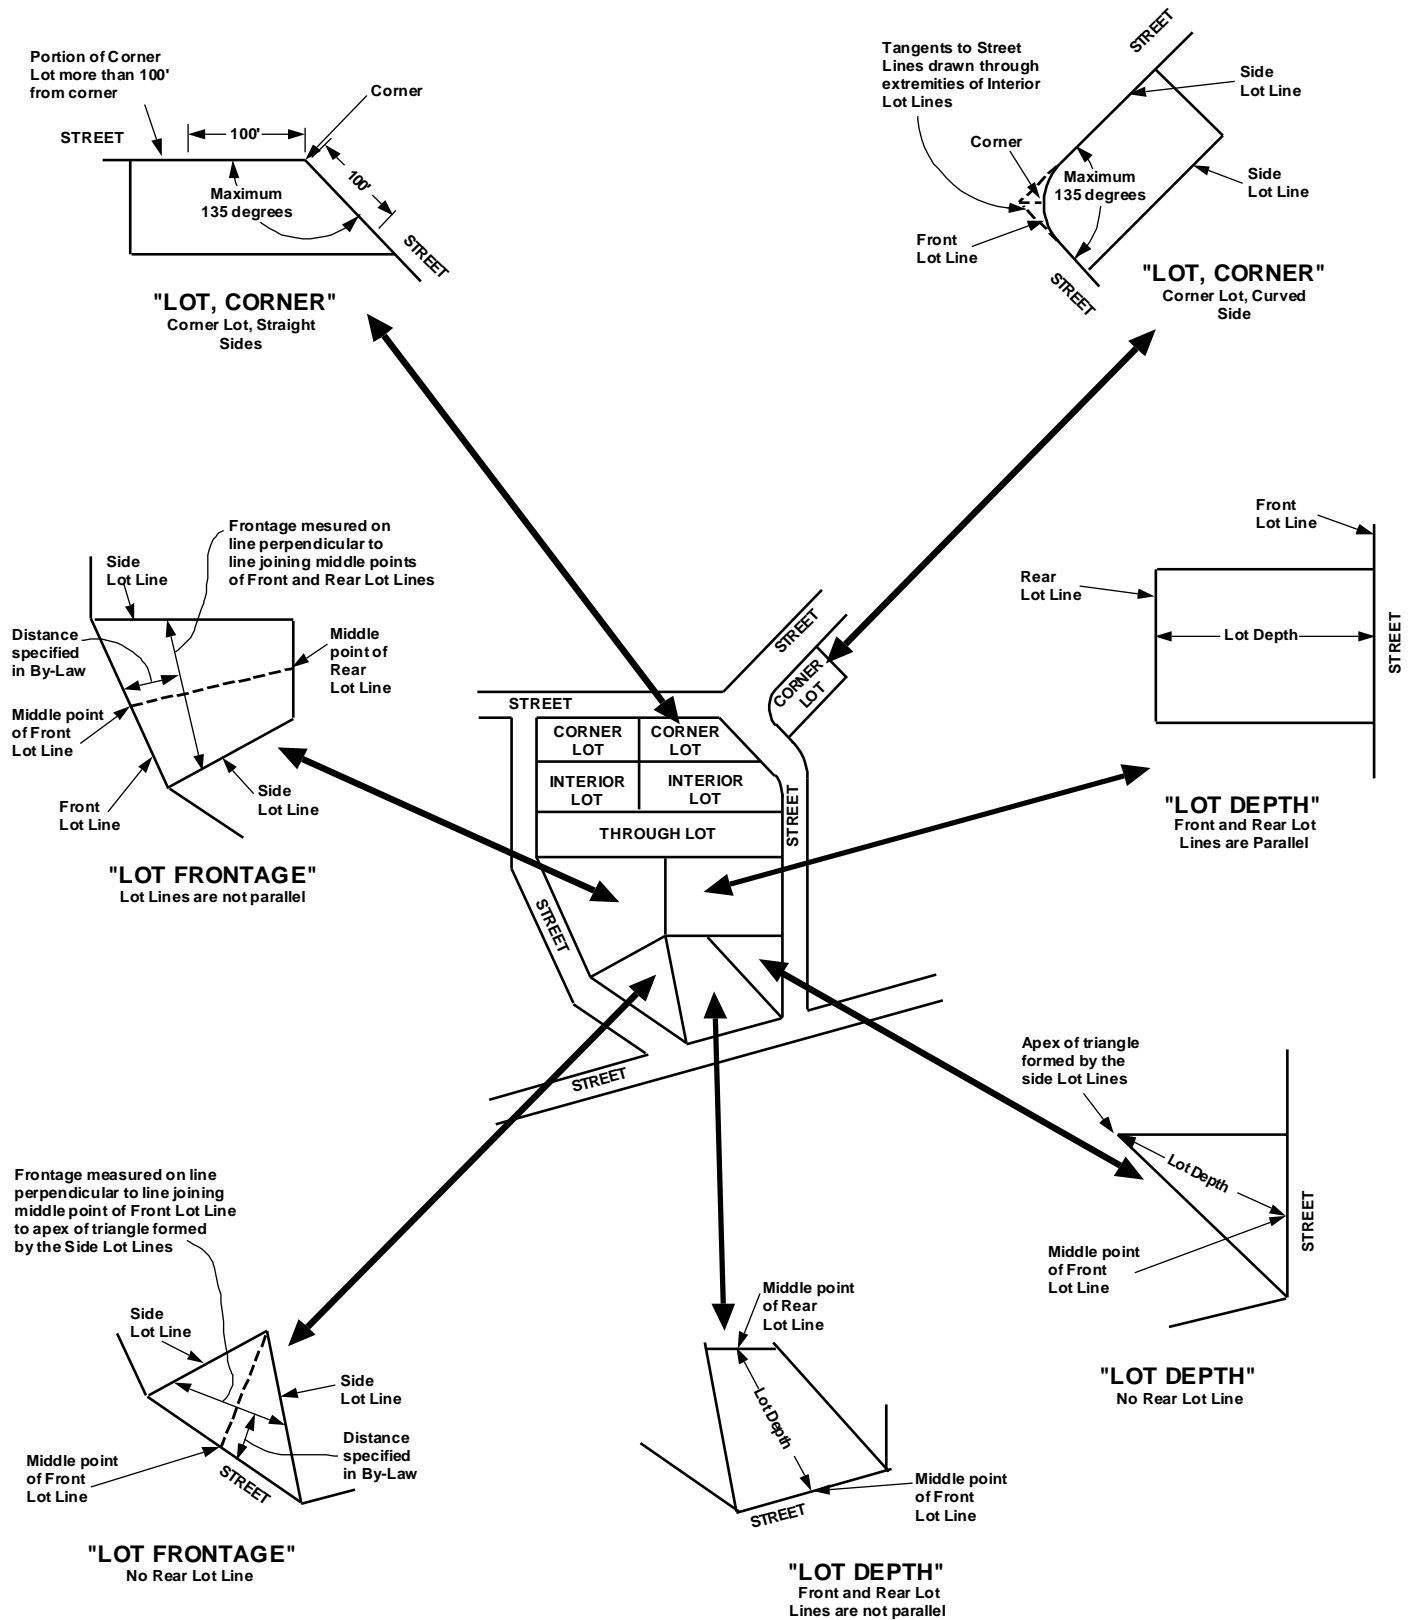 Portion of Corner
Lot more than 100'
from corner
Corner
STREET
100'
100'
Maximum
135 degrees
STREET
"LOT, CORNER"
Corner Lot, Straight
Sides
STREET
Tangents to Street
Lines drawn through
extremities of Interior
Lot Lines
Side
Lot Line
Corner
Maximum
135 degrees
Side
Lot Line
Front
Lot Line
STREET
"LOT, CORNER"
Corner Lot, Curved
Side
Frontage mesured on
line perpendicular to
line joining middle points
of Front and Rear Lot Lines
Side
Lot Line
Distance
specified
in By-Law
Middle
point of
Rear
Lot Line
Middle point
of Front
Lot Line
Side
Lot Line
Front
Lot Line
"LOT FRONTAGE"
Lot Lines are not parallel
Front
Lot Line
Rear
Lot Line
Lot Depth
STREET
"LOT DEPTH"
Front and Rear Lot
Lines are Parallel
STREET
STREET
CORNER
LOT
CORNER
LOT
CORNER
LOT
INTERIOR
LOT
INTERIOR
LOT
STREET
THROUGH LOT
STREET
STREET
Apex of triangle
formed by the
side Lot Lines
Lot Depth
STREET
Middle point
of Front
Lot Line
"LOT DEPTH"
No Rear Lot Line
Frontage measured on line
perpendicular to line joining
middle point of Front Lot Line
to apex of triangle formed
by the Side Lot Lines
Side
Lot Line
Side
Lot Line
Distance
specified
in By-Law
Middle point
of Front
Lot Line
STREET
"LOT FRONTAGE"
No Rear Lot Line
Middle point
of Rear
Lot Line
Lot Depth
Middle point
of Front
Lot Line
STREET
"LOT DEPTH"
Front and Rear Lot
Lines are not parallel